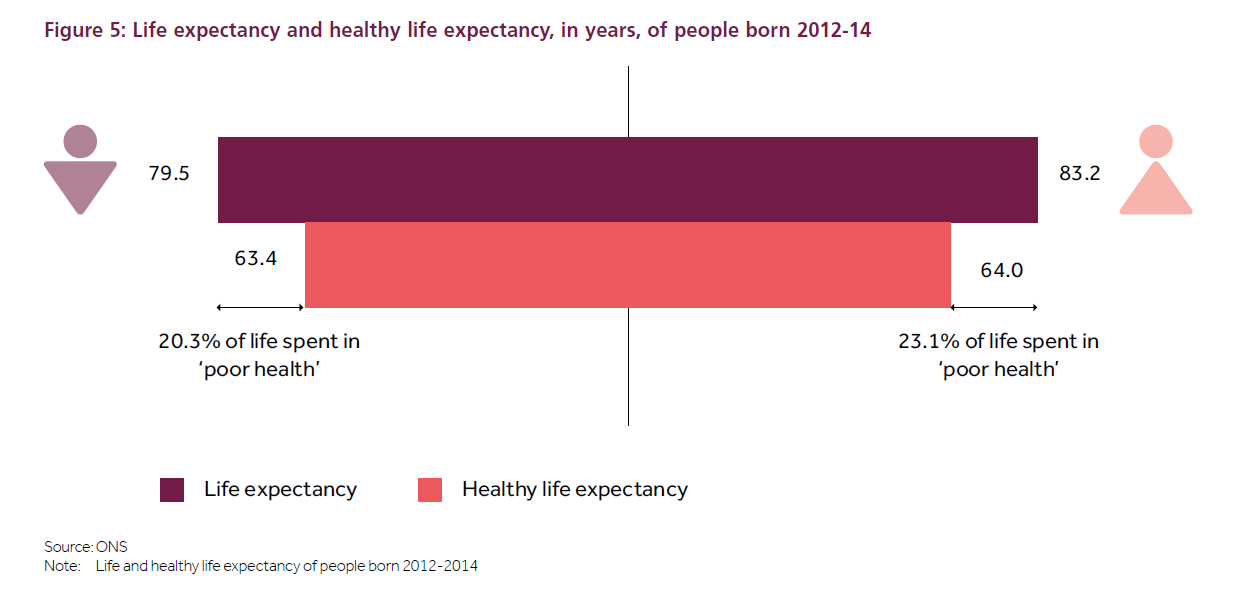 Figure 5: Life expectancy and healthy life expectancy, in years, of people born 2012-14
79.5
83.2
63.4
64.0
20.3% of life spent in
‘poor health’
23.1% of life spent in
‘poor health’
Life expectancy
Healthy life expectancy
Source: ONS
Note: Life and healthy life expectancy of people born 2012-2014